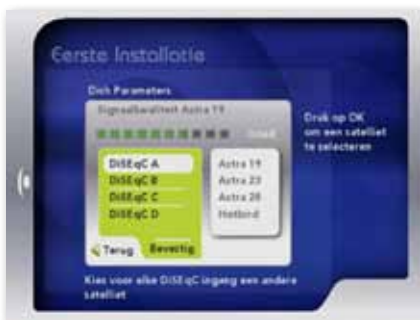 Eerste Installatie
Dish Parameters
Signaalkwaliteit Astra 19
Goed
DiSEqC A
DiSEqC B
DiSEqC C
DiSEqC D
Astra 19
Astra 23
Astra 28
Hotbird
Terug
Bevestig
Druk op OK
om een satelliet
te selecteren
Kies voor elke DiSEqC ingang een andere
satelliet